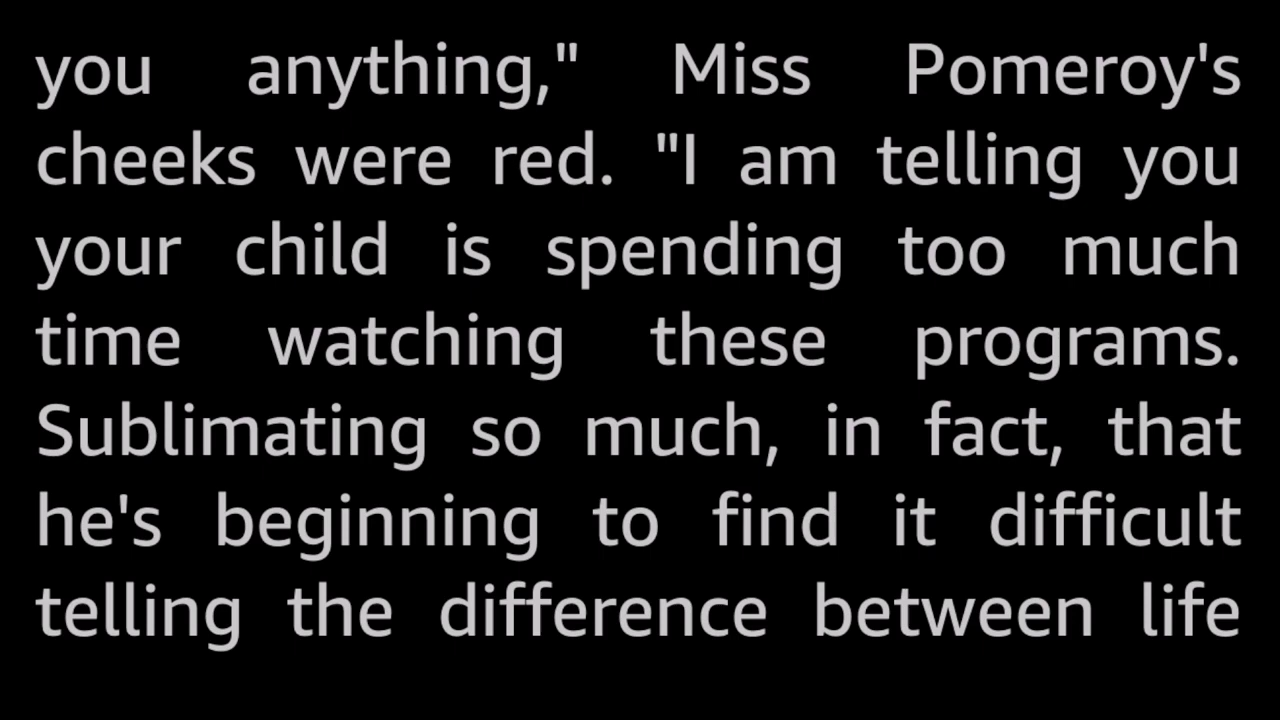 you anything," Miss Pomeroy's
cheeks were red. "I am telling you
your child is spending too much
time watching these programs.
Sublimating so much, in fact, that
he's beginning to find it difficult
telling the difference between life